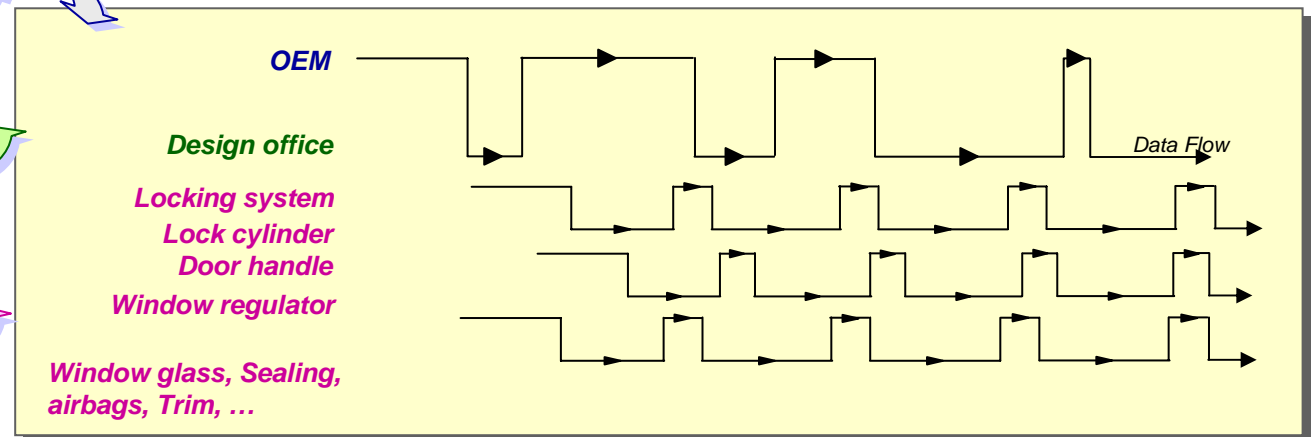 OEM
Design office
Data Flow
Locking system
Lock cylinder
Door handle
Window regulator
Window glass, Sealing,
airbags, Trim, …